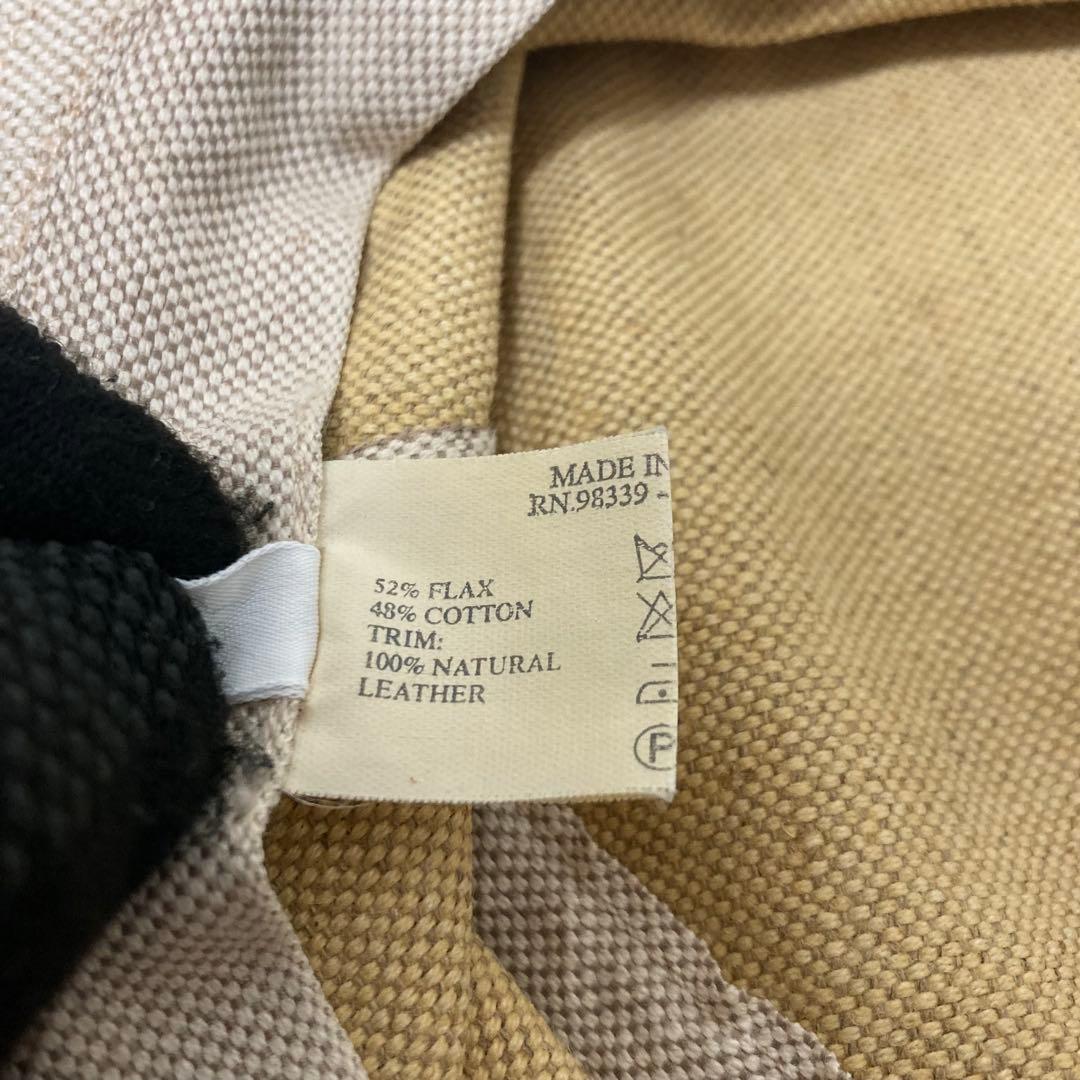 MADE IN
RN.98339 -
52% FLAX
48% COTTON
TRIM:
100% NATURAL
LEATHER
P